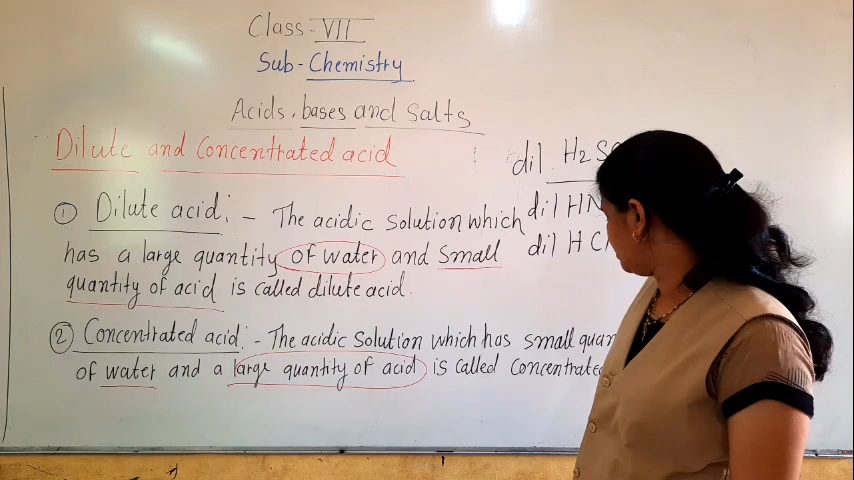 Class - VII
Sub - Chemistry
Acids, bases and Salts
Dilute and Concentrated acid
dil. H2S
dil HN
dil HC
① Dilute acid: - The acidic solution which
has a large quantity of water and small
quantity of acid is called dilute acid.
② Concentrated acid: - The acidic solution which has small quan
of water and a large quantity of acid is called Concentrate